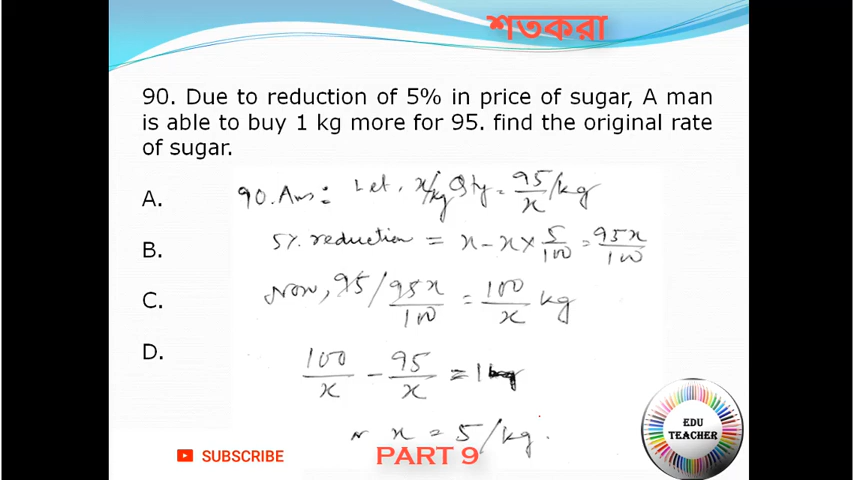 শতকরা
90. Due to reduction of 5% in price of sugar, A man
is able to buy 1 kg more for 95. find the original rate
of sugar.
A.
90. Ans: Let, x/kg Qty = 95/x /kg
B.
5% reduction = x - x × 5/100 = 95x/100
C.
Now, 95 / 95x/100 = 100/x kg
D.
100/x - 95/x = 1
x = 5/kg.
EDU
TEACHER
SUBSCRIBE
PART 9